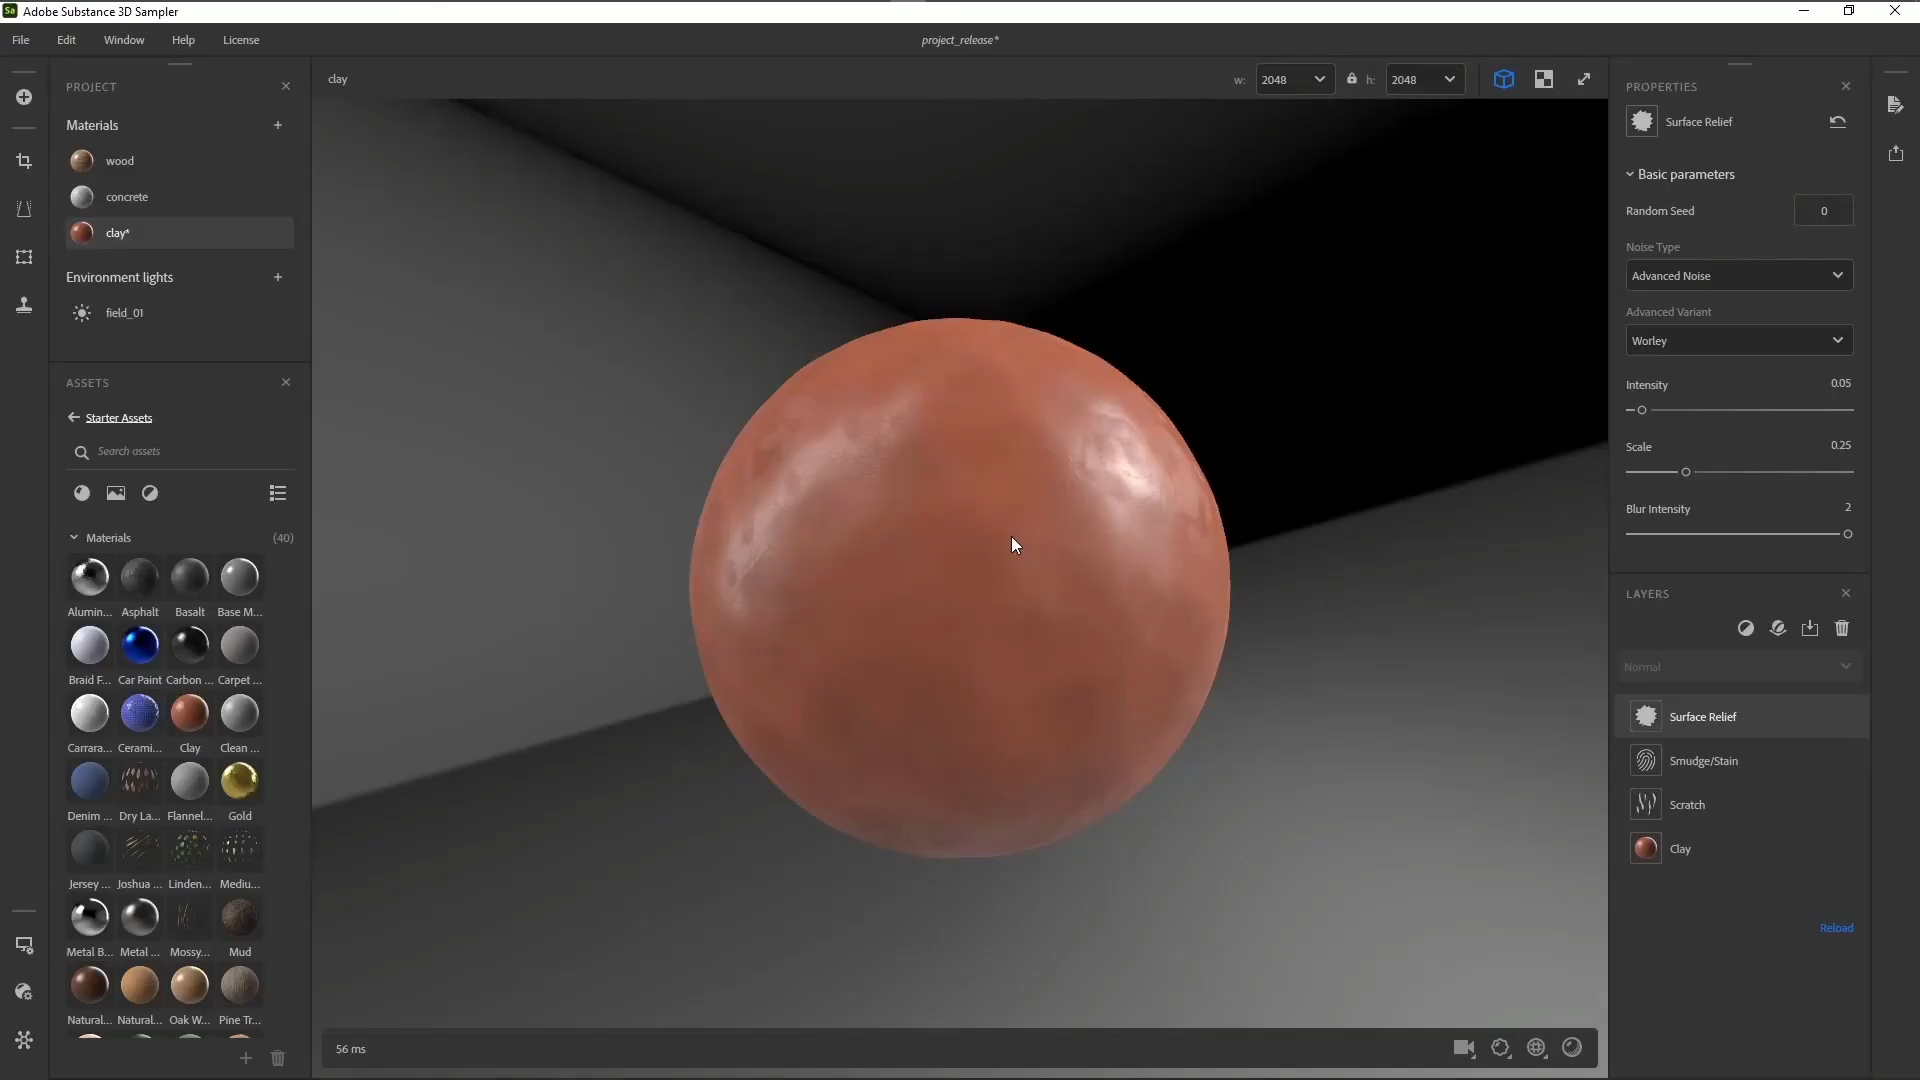 Sa Adobe Substance 3D Sampler
File Edit Window Help License
project_release*
PROJECT
Materials
wood
concrete
clay*
Environment lights
field_01
ASSETS
Starter Assets
Search assets
Materials (40)
Alumin... Asphalt Basalt Base M...
Braid F... Car Paint Carbon ... Carpet ...
Carrara... Cerami... Clay Clean ...
Denim ... Dry La... Flannel... Gold
Jersey ... Joshua ... Linden... Mediu...
Metal B... Metal ... Mossy... Mud
Natural... Natural... Oak W... Pine Tr...
clay
w: 2048 h: 2048
56 ms
PROPERTIES
Surface Relief
Basic parameters
Random Seed 0
Noise Type
Advanced Noise
Advanced Variant
Worley
Intensity 0.05
Scale 0.25
Blur Intensity 2
LAYERS
Normal
Surface Relief
Smudge/Stain
Scratch
Clay
Reload